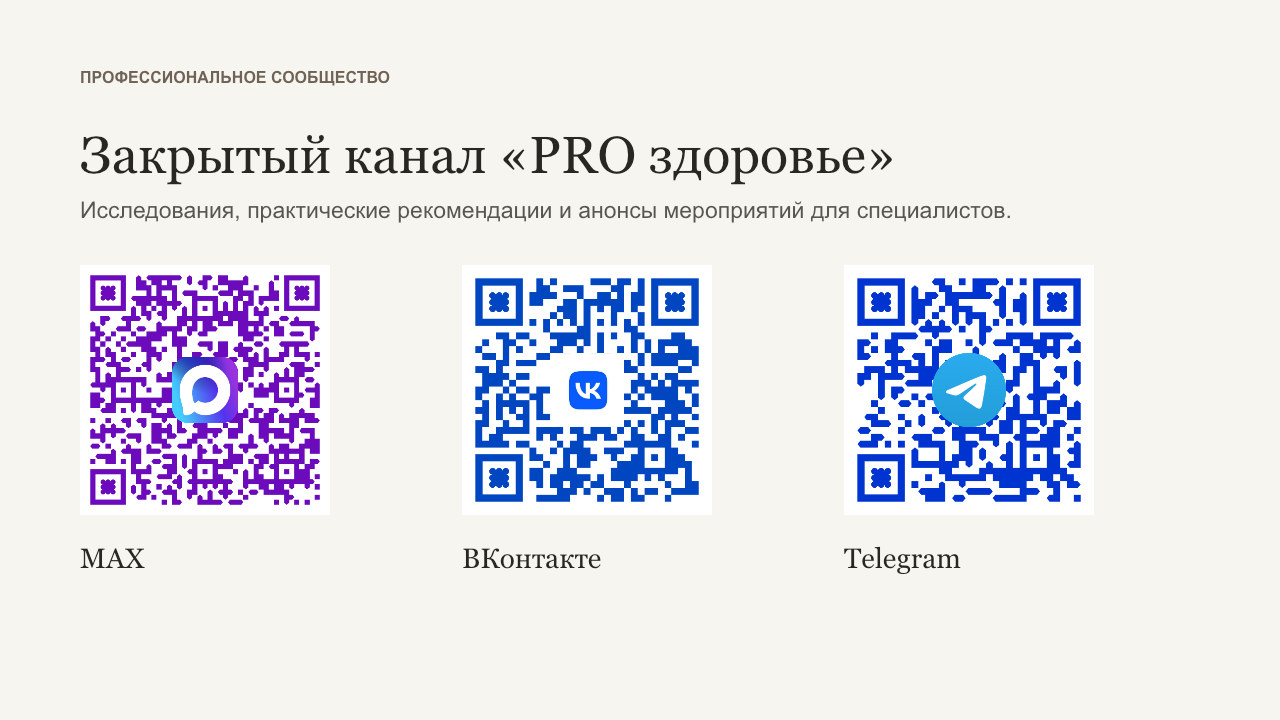 ПРОФЕССИОНАЛЬНОЕ СООБЩЕСТВО
Закрытый канал «PRO здоровье»
Исследования, практические рекомендации и анонсы мероприятий для специалистов.
MAX
ВКонтакте
Telegram